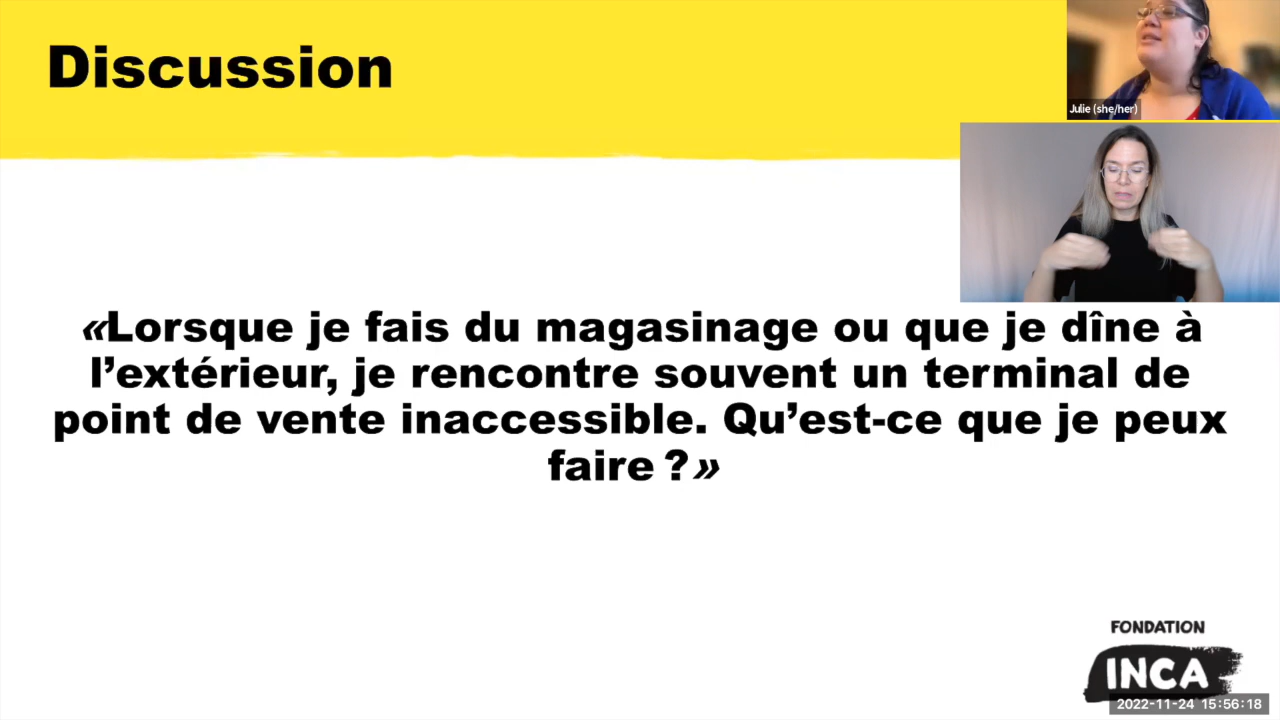 Discussion
Julie (she/her)
«Lorsque je fais du magasinage ou que je dîne à
l’extérieur, je rencontre souvent un terminal de
point de vente inaccessible. Qu’est-ce que je peux
faire ?»
FONDATION
INCA
2022-11-24 15:56:18